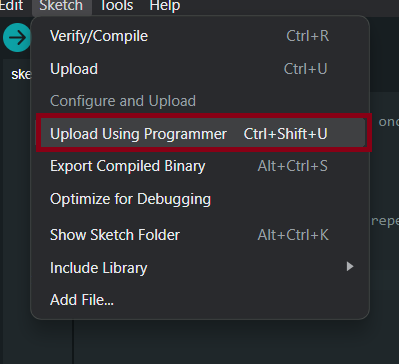 Edit Sketch Tools Help
Verify/Compile Ctrl+R
ske
Upload Ctrl+U
Configure and Upload
Upload Using Programmer Ctrl+Shift+U
onc
Export Compiled Binary Alt+Ctrl+S
Optimize for Debugging
repe
Show Sketch Folder Alt+Ctrl+K
Include Library
Add File...